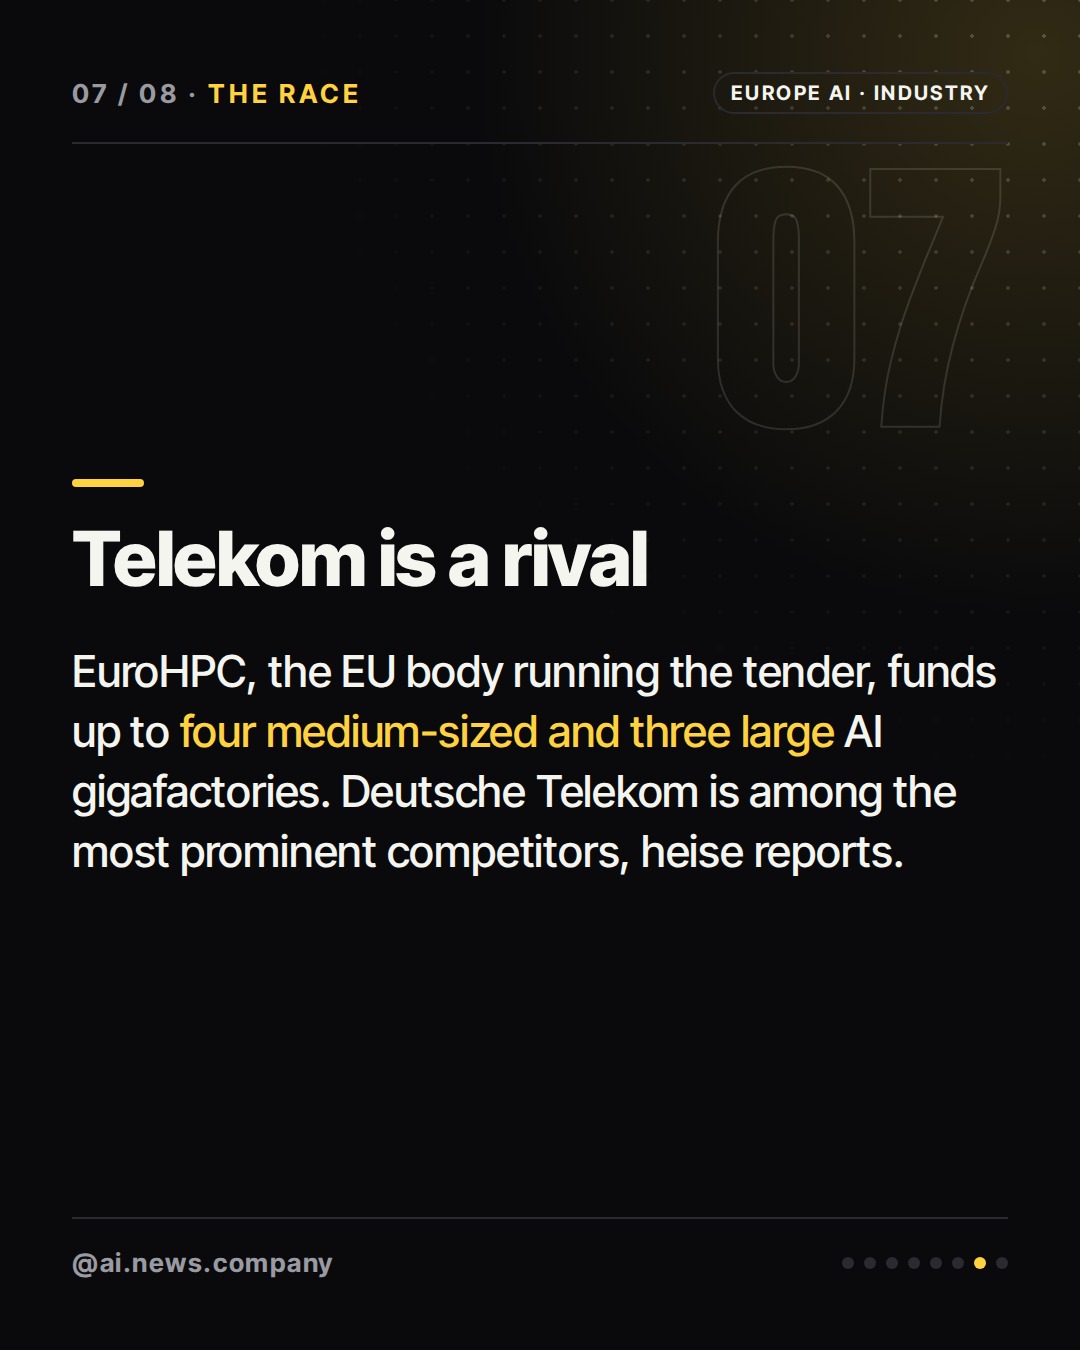 07 / 08 · THE RACE
EUROPE AI · INDUSTRY
07
Telekom is a rival
EuroHPC, the EU body running the tender, funds
up to four medium-sized and three large AI
gigafactories. Deutsche Telekom is among the
most prominent competitors, heise reports.
@ai.news.company